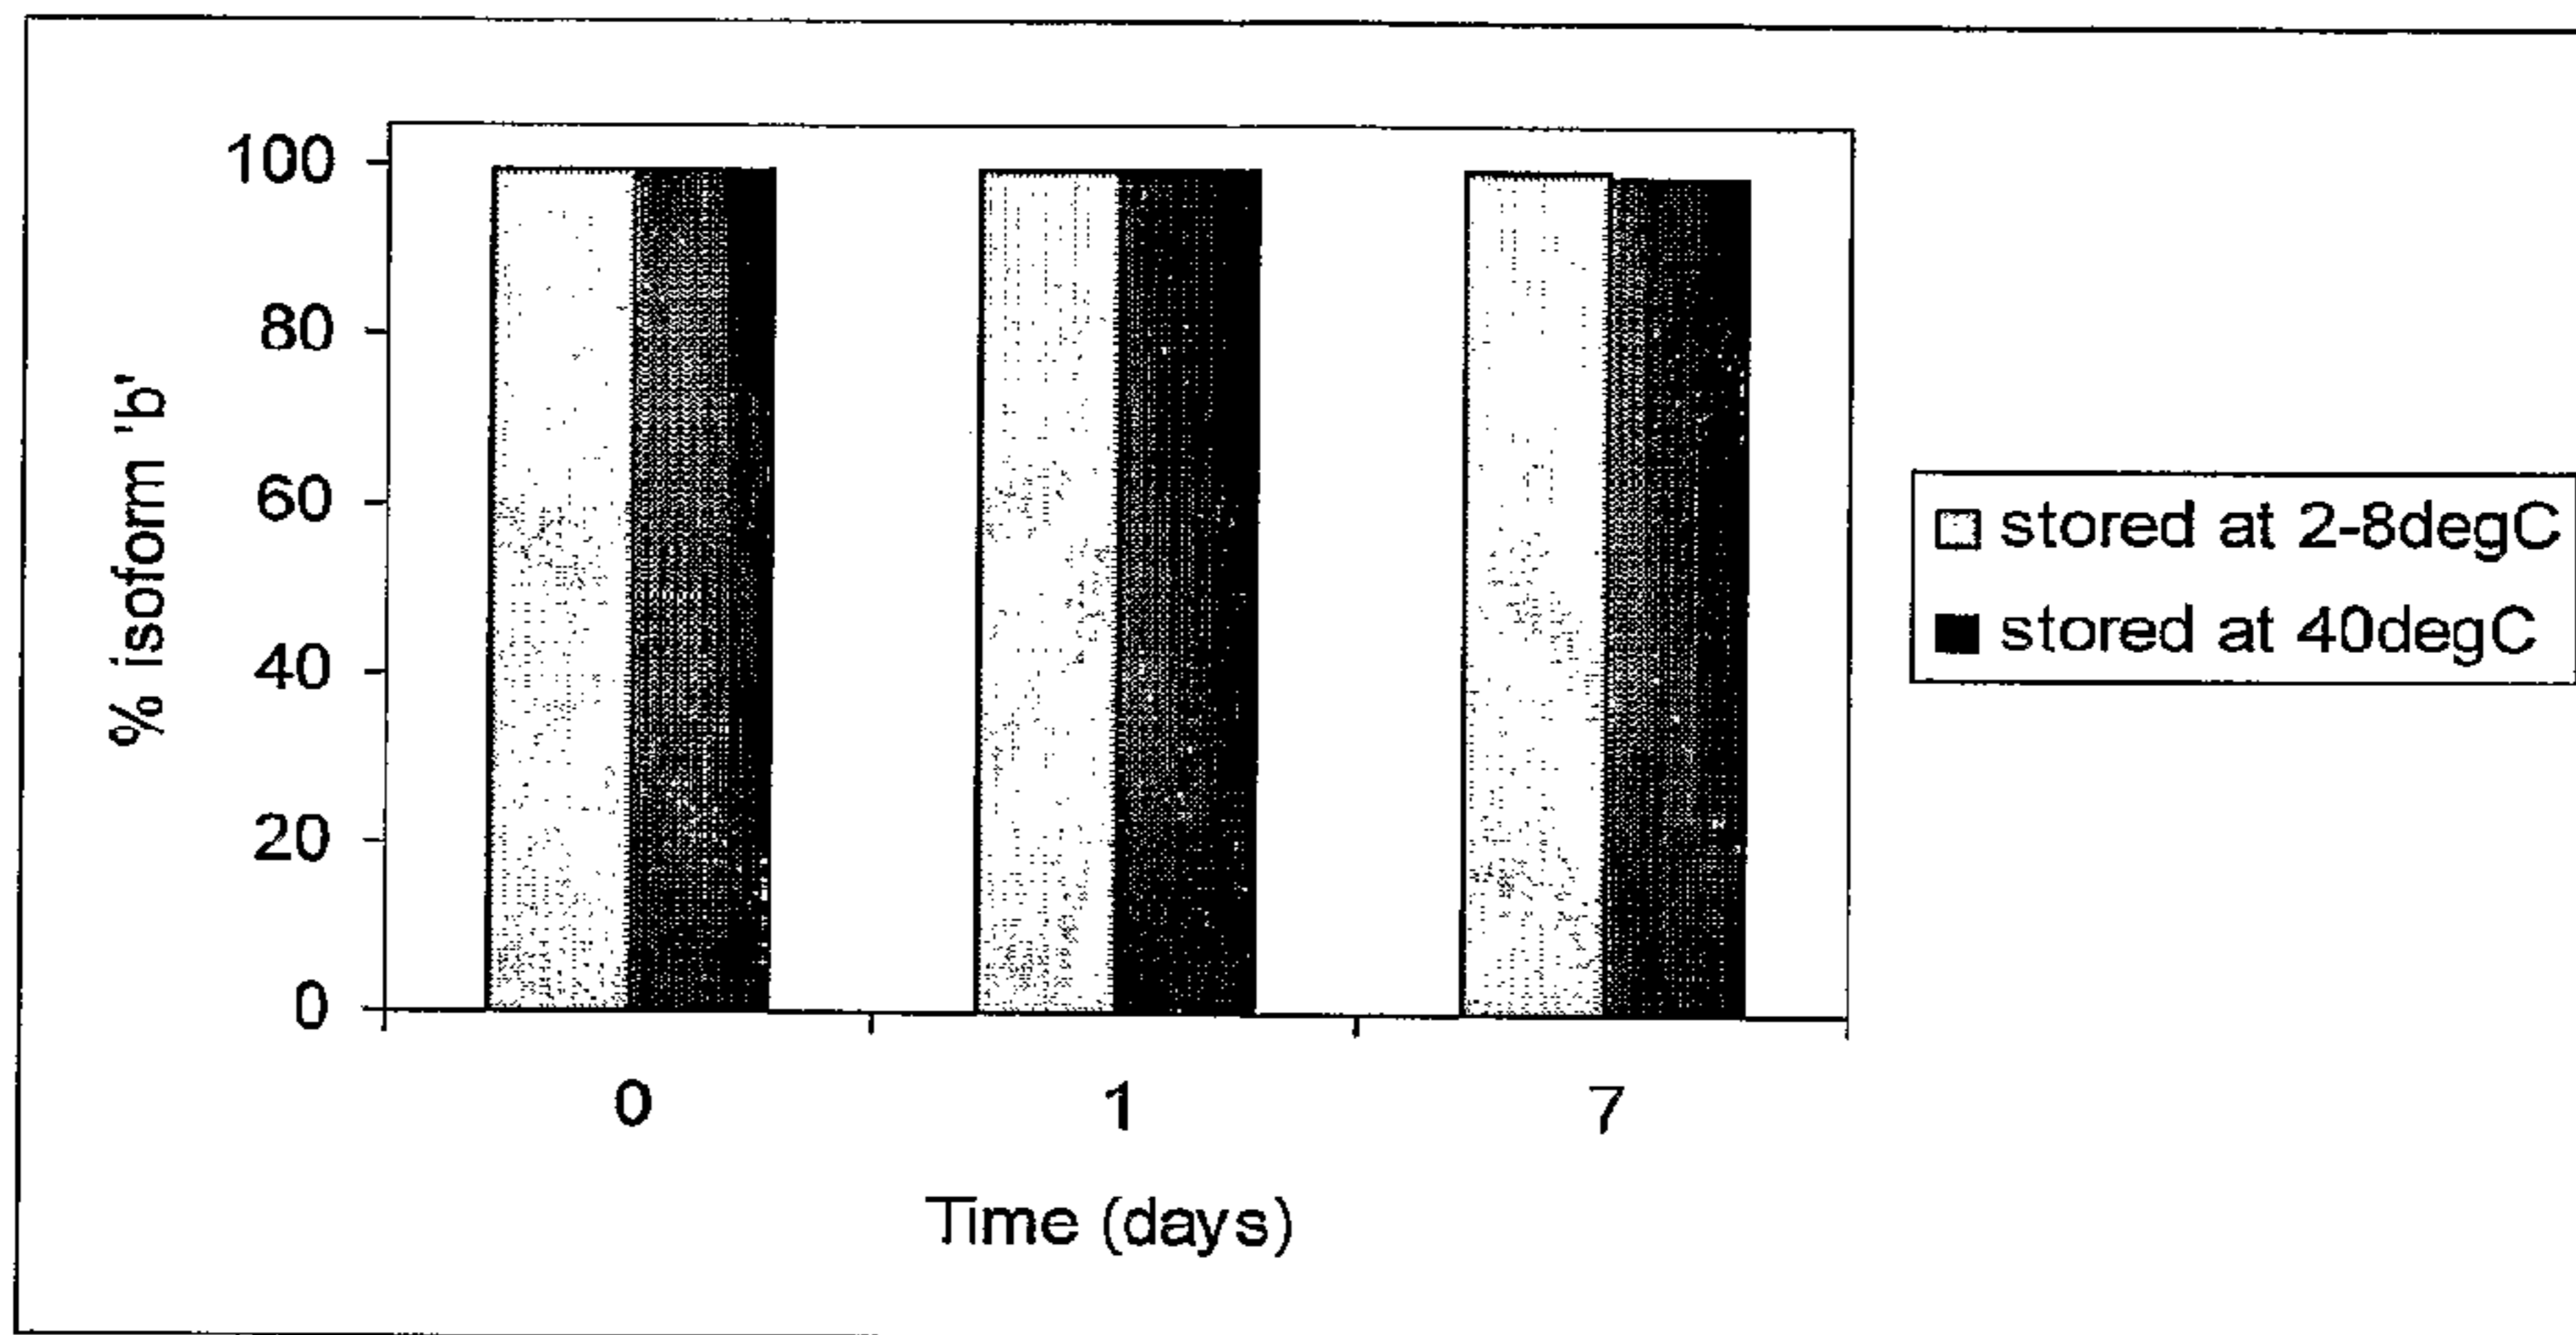 100
80
60
40
20
0
% isoform 'b'
0 1 7
Time (days)
stored at 2-8degC
stored at 40degC